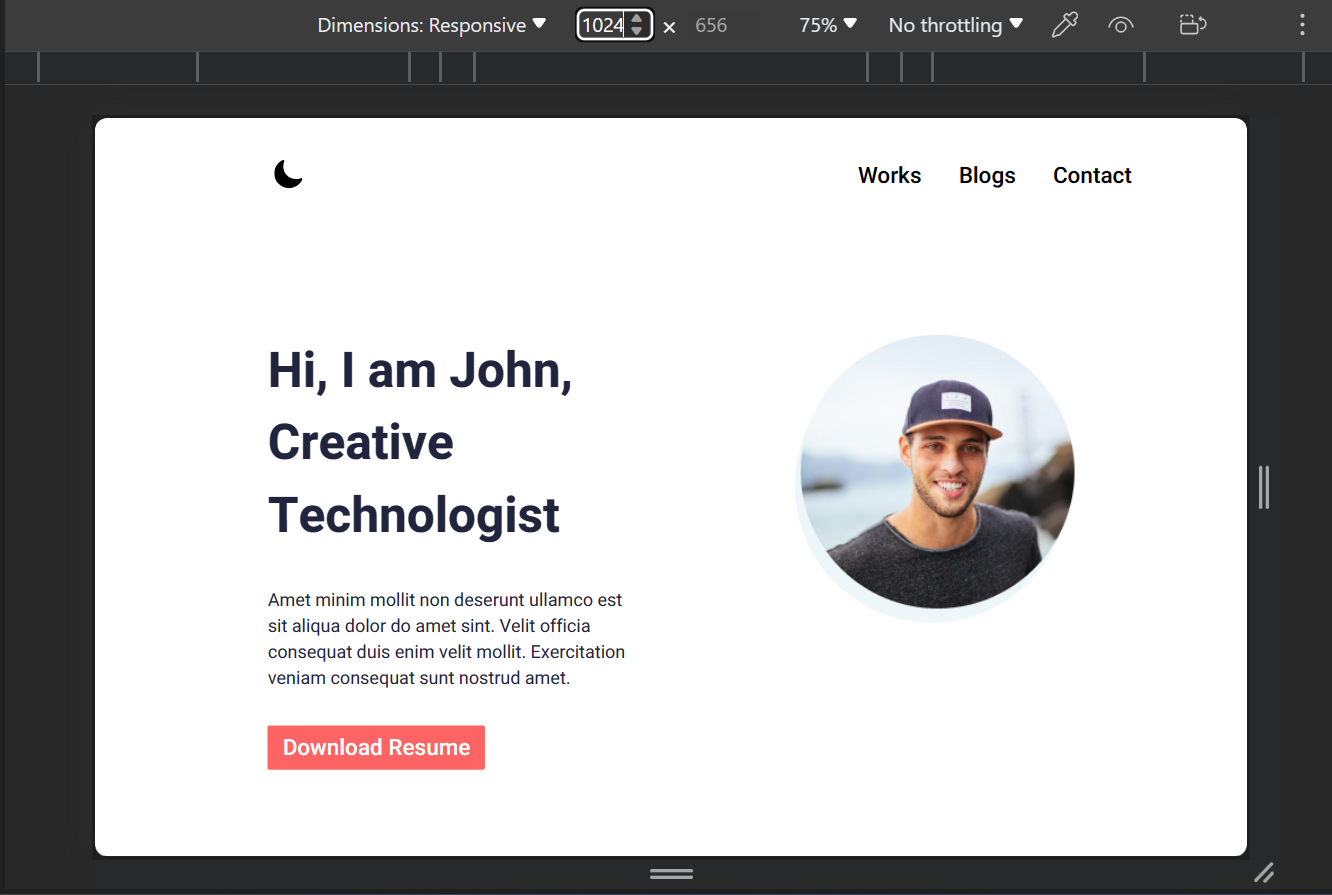 Dimensions: Responsive 1024 × 656 75% No throttling
Works Blogs Contact
Hi, I am John,
Creative
Technologist
Amet minim mollit non deserunt ullamco est
sit aliqua dolor do amet sint. Velit officia
consequat duis enim velit mollit. Exercitation
veniam consequat sunt nostrud amet.
Download Resume